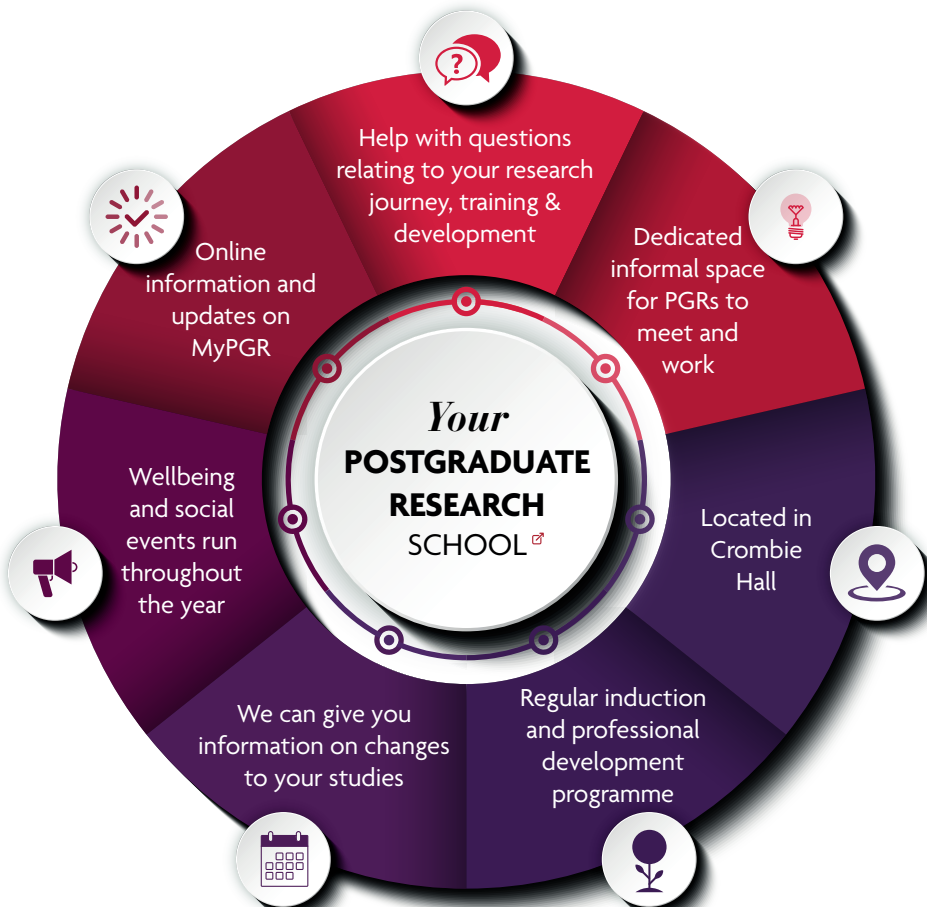 ?
Help with questions
relating to your research
journey, training &
development
Dedicated
informal space
for PGRs to
meet and
work
Located in
Crombie
Hall
Regular induction
and professional
development
programme
We can give you
information on changes
to your studies
Wellbeing
and social
events run
throughout
the year
Online
information and
updates on
MyPGR
Your
POSTGRADUATE
RESEARCH
SCHOOL